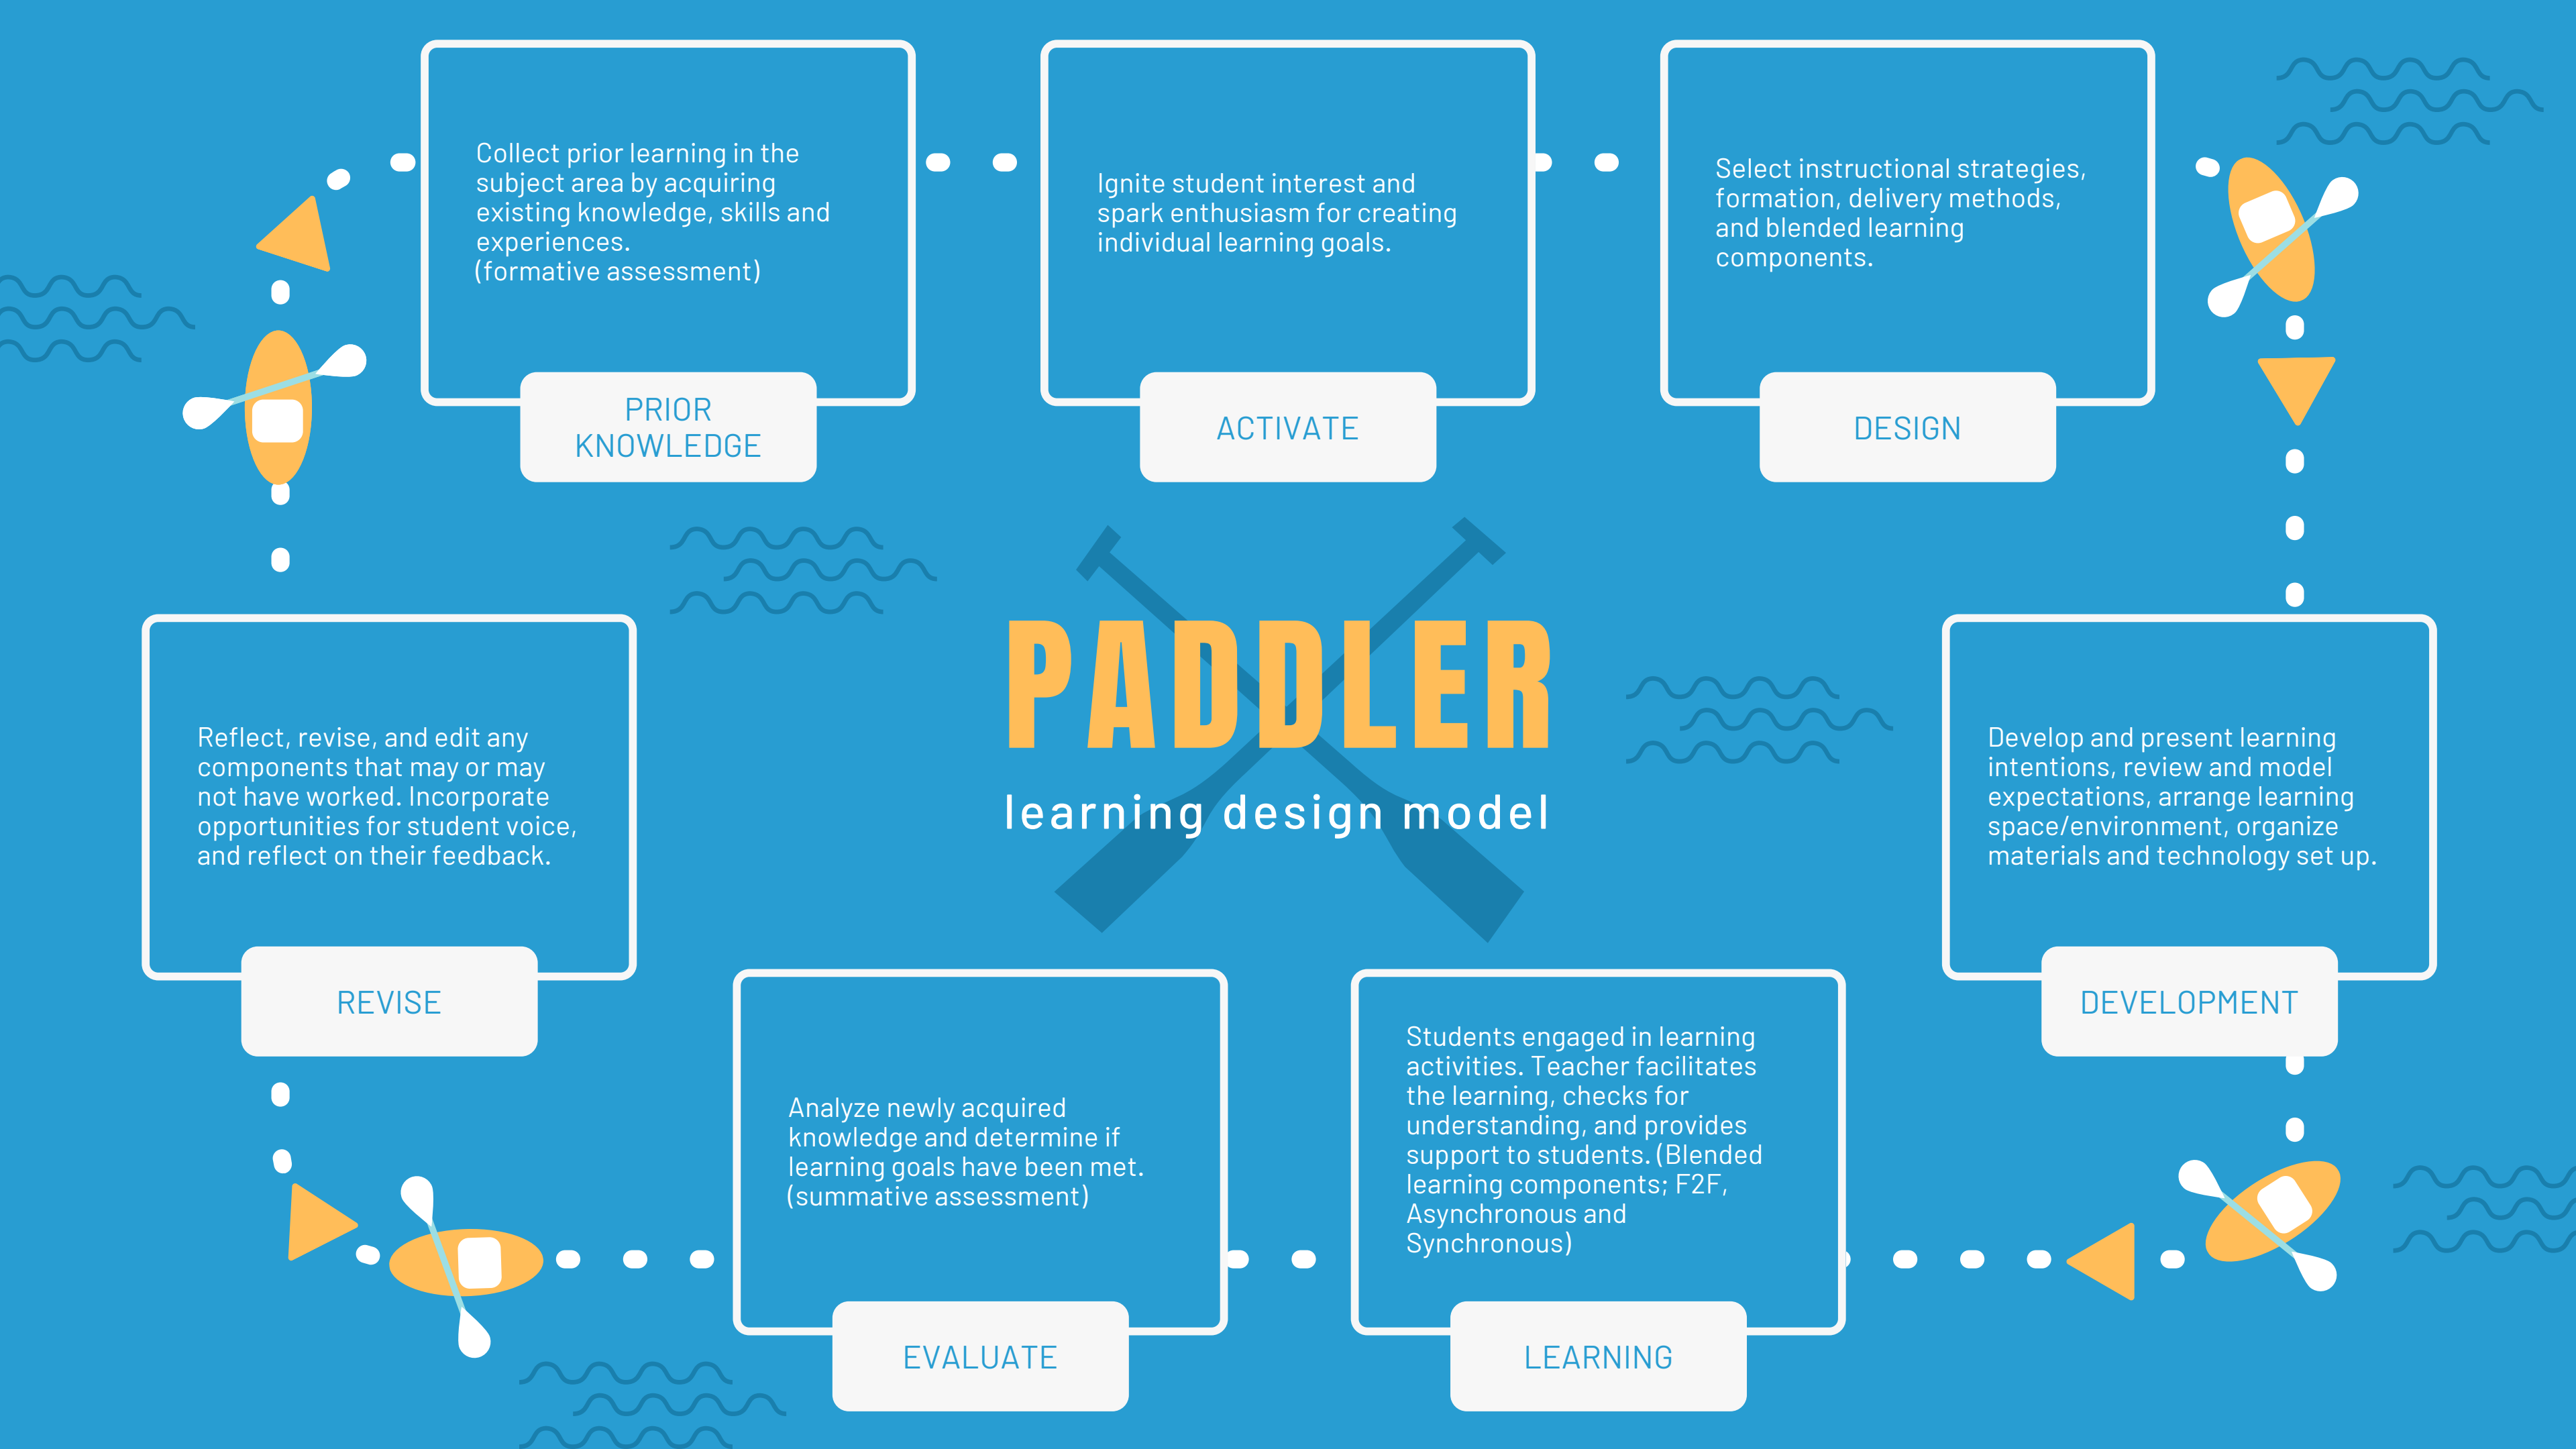 Collect prior learning in the
subject area by acquiring
existing knowledge, skills and
experiences.
(formative assessment)
PRIOR
KNOWLEDGE
Ignite student interest and
spark enthusiasm for creating
individual learning goals.
ACTIVATE
Select instructional strategies,
formation, delivery methods,
and blended learning
components.
DESIGN
PADDLER
learning design model
Develop and present learning
intentions, review and model
expectations, arrange learning
space/environment, organize
materials and technology set up.
DEVELOPMENT
Students engaged in learning
activities. Teacher facilitates
the learning, checks for
understanding, and provides
support to students. (Blended
learning components; F2F,
Asynchronous and
Synchronous)
LEARNING
Analyze newly acquired
knowledge and determine if
learning goals have been met.
(summative assessment)
EVALUATE
Reflect, revise, and edit any
components that may or may
not have worked. Incorporate
opportunities for student voice,
and reflect on their feedback.
REVISE